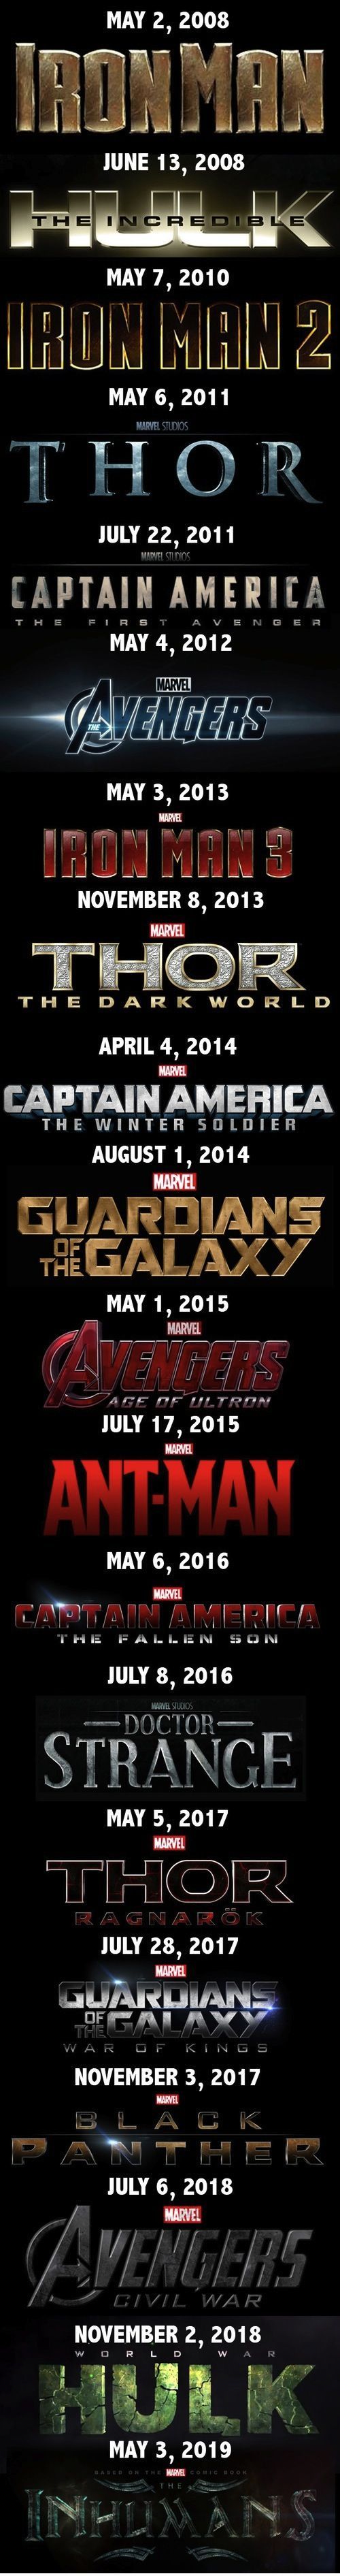 MAY 2, 2008
IRON MAN
JUNE 13, 2008
HULK
THE INCREDIBLE
MAY 7, 2010
IRON MAN 2
MAY 6, 2011
MARVEL STUDIOS
THOR
JULY 22, 2011
MARVEL STUDIOS
CAPTAIN AMERICA
THE FIRST AVENGER
MAY 4, 2012
MARVEL
THE AVENGERS
MAY 3, 2013
MARVEL
IRON MAN 3
NOVEMBER 8, 2013
MARVEL
THOR
THE DARK WORLD
APRIL 4, 2014
MARVEL
CAPTAIN AMERICA
THE WINTER SOLDIER
AUGUST 1, 2014
MARVEL
GUARDIANS
OF THE GALAXY
MAY 1, 2015
MARVEL
AVENGERS
AGE OF ULTRON
JULY 17, 2015
MARVEL
ANT-MAN
MAY 6, 2016
MARVEL
CAPTAIN AMERICA
THE FALLEN SON
JULY 8, 2016
MARVEL STUDIOS
DOCTOR
STRANGE
MAY 5, 2017
MARVEL
THOR
RAGNARÖK
JULY 28, 2017
MARVEL
GUARDIANS
OF THE GALAXY
WAR OF KINGS
NOVEMBER 3, 2017
MARVEL
BLACK
PANTHER
JULY 6, 2018
MARVEL
AVENGERS
CIVIL WAR
NOVEMBER 2, 2018
WORLD WAR
HULK
MAY 3, 2019
BASED ON THE MARVEL COMIC BOOK
THE
INHUMANS